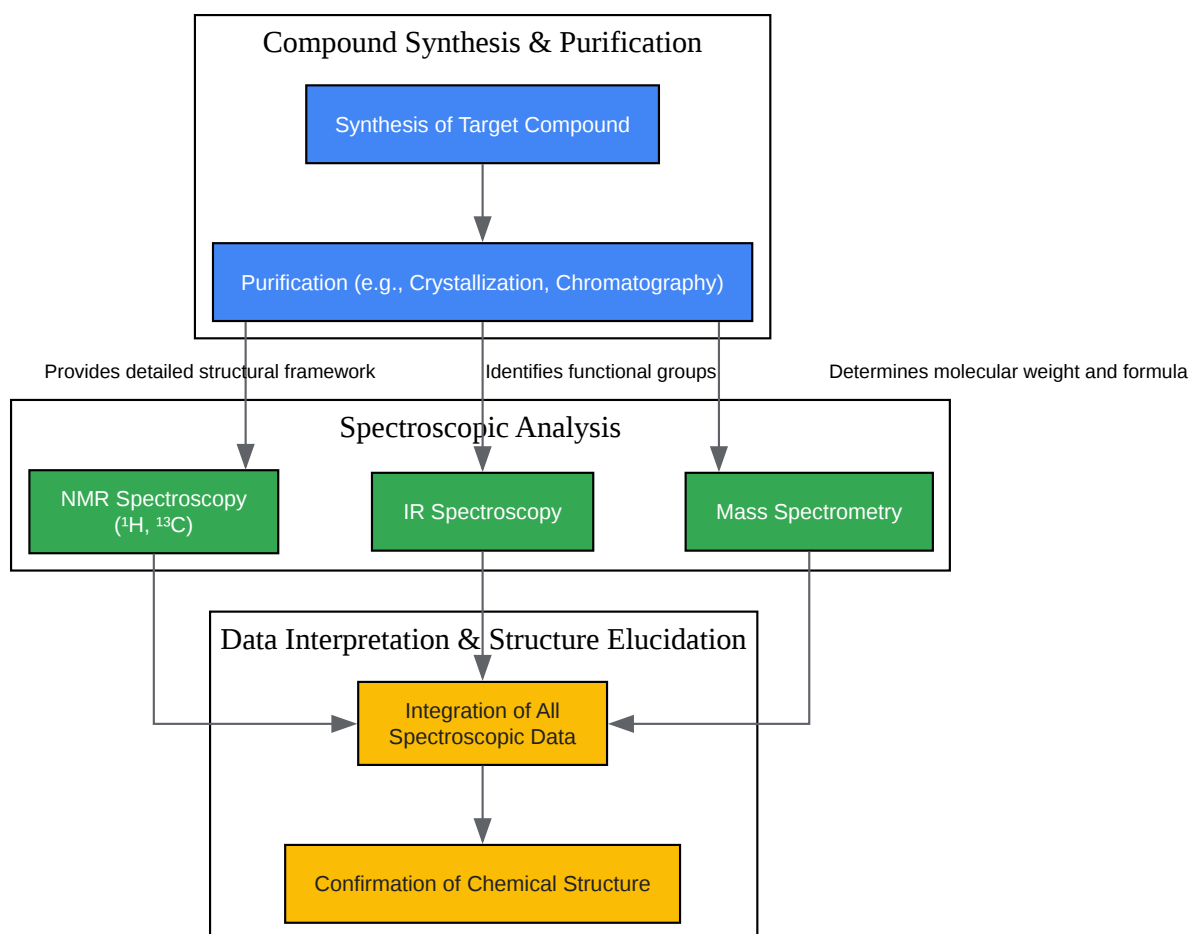 Compound Synthesis & Purification
Synthesis of Target Compound
Purification (e.g., Crystallization, Chromatography)
Provides detailed structural framework
Identifies functional groups
Determines molecular weight and formula
Spectroscopic Analysis
NMR Spectroscopy
(¹H, ¹³C)
IR Spectroscopy
Mass Spectrometry
Data Interpretation & Structure Elucidation
Integration of All
Spectroscopic Data
Confirmation of Chemical Structure